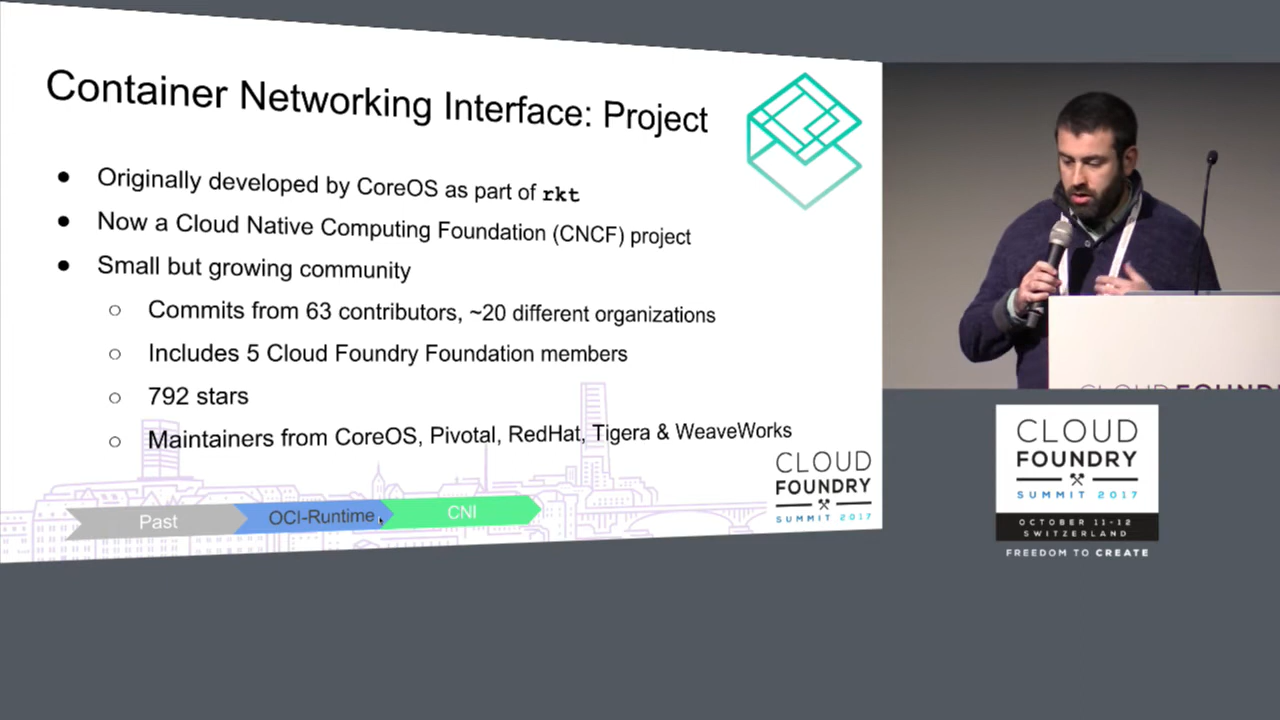 Container Networking Interface: Project
Originally developed by CoreOS as part of rkt
Now a Cloud Native Computing Foundation (CNCF) project
Small but growing community
Commits from 63 contributors, ~20 different organizations
Includes 5 Cloud Foundry Foundation members
792 stars
Maintainers from CoreOS, Pivotal, RedHat, Tigera & WeaveWorks
Past
OCI-Runtime
CNI
CLOUD
FOUNDRY
SUMMIT 2017
CLOUD FOUNDR
CLOUD
FOUNDRY
SUMMIT 2017
OCTOBER 11-12
SWITZERLAND
FREEDOM TO CREATE